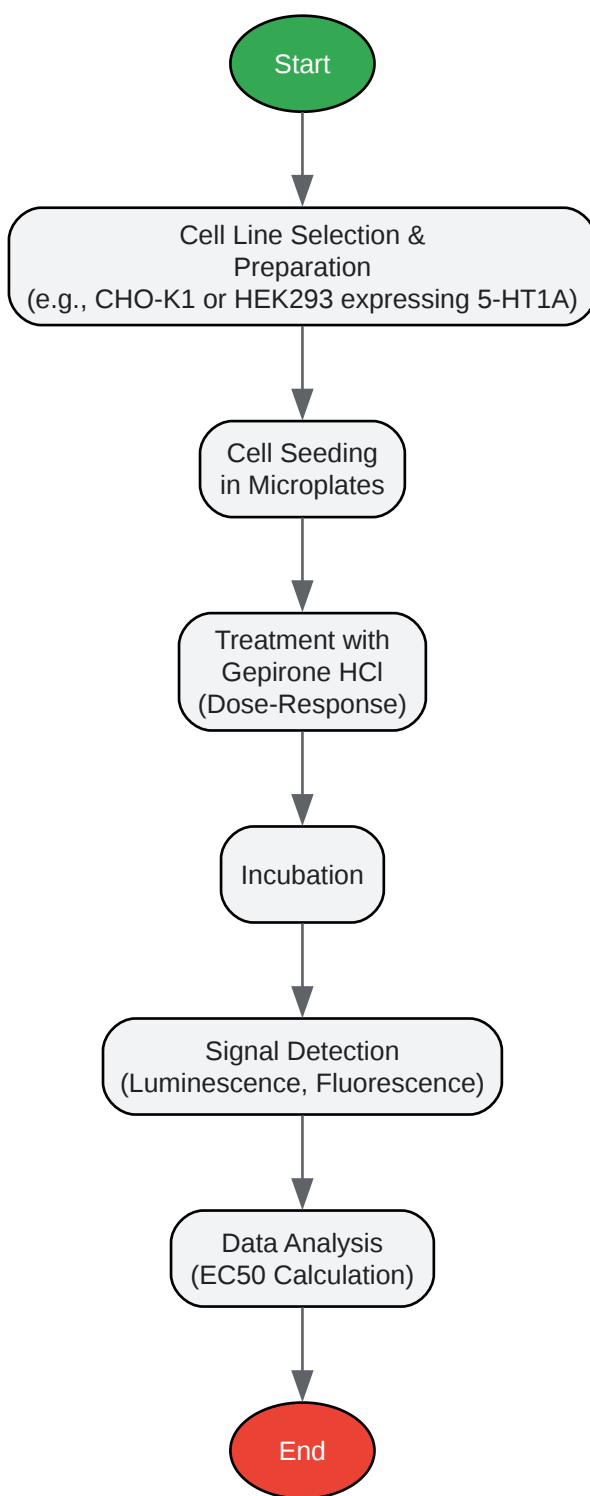 Start
Cell Line Selection &
Preparation
(e.g., CHO-K1 or HEK293 expressing 5-HT1A)
Cell Seeding
in Microplates
Treatment with
Gepirone HCl
(Dose-Response)
Incubation
Signal Detection
(Luminescence, Fluorescence)
Data Analysis
(EC50 Calculation)
End